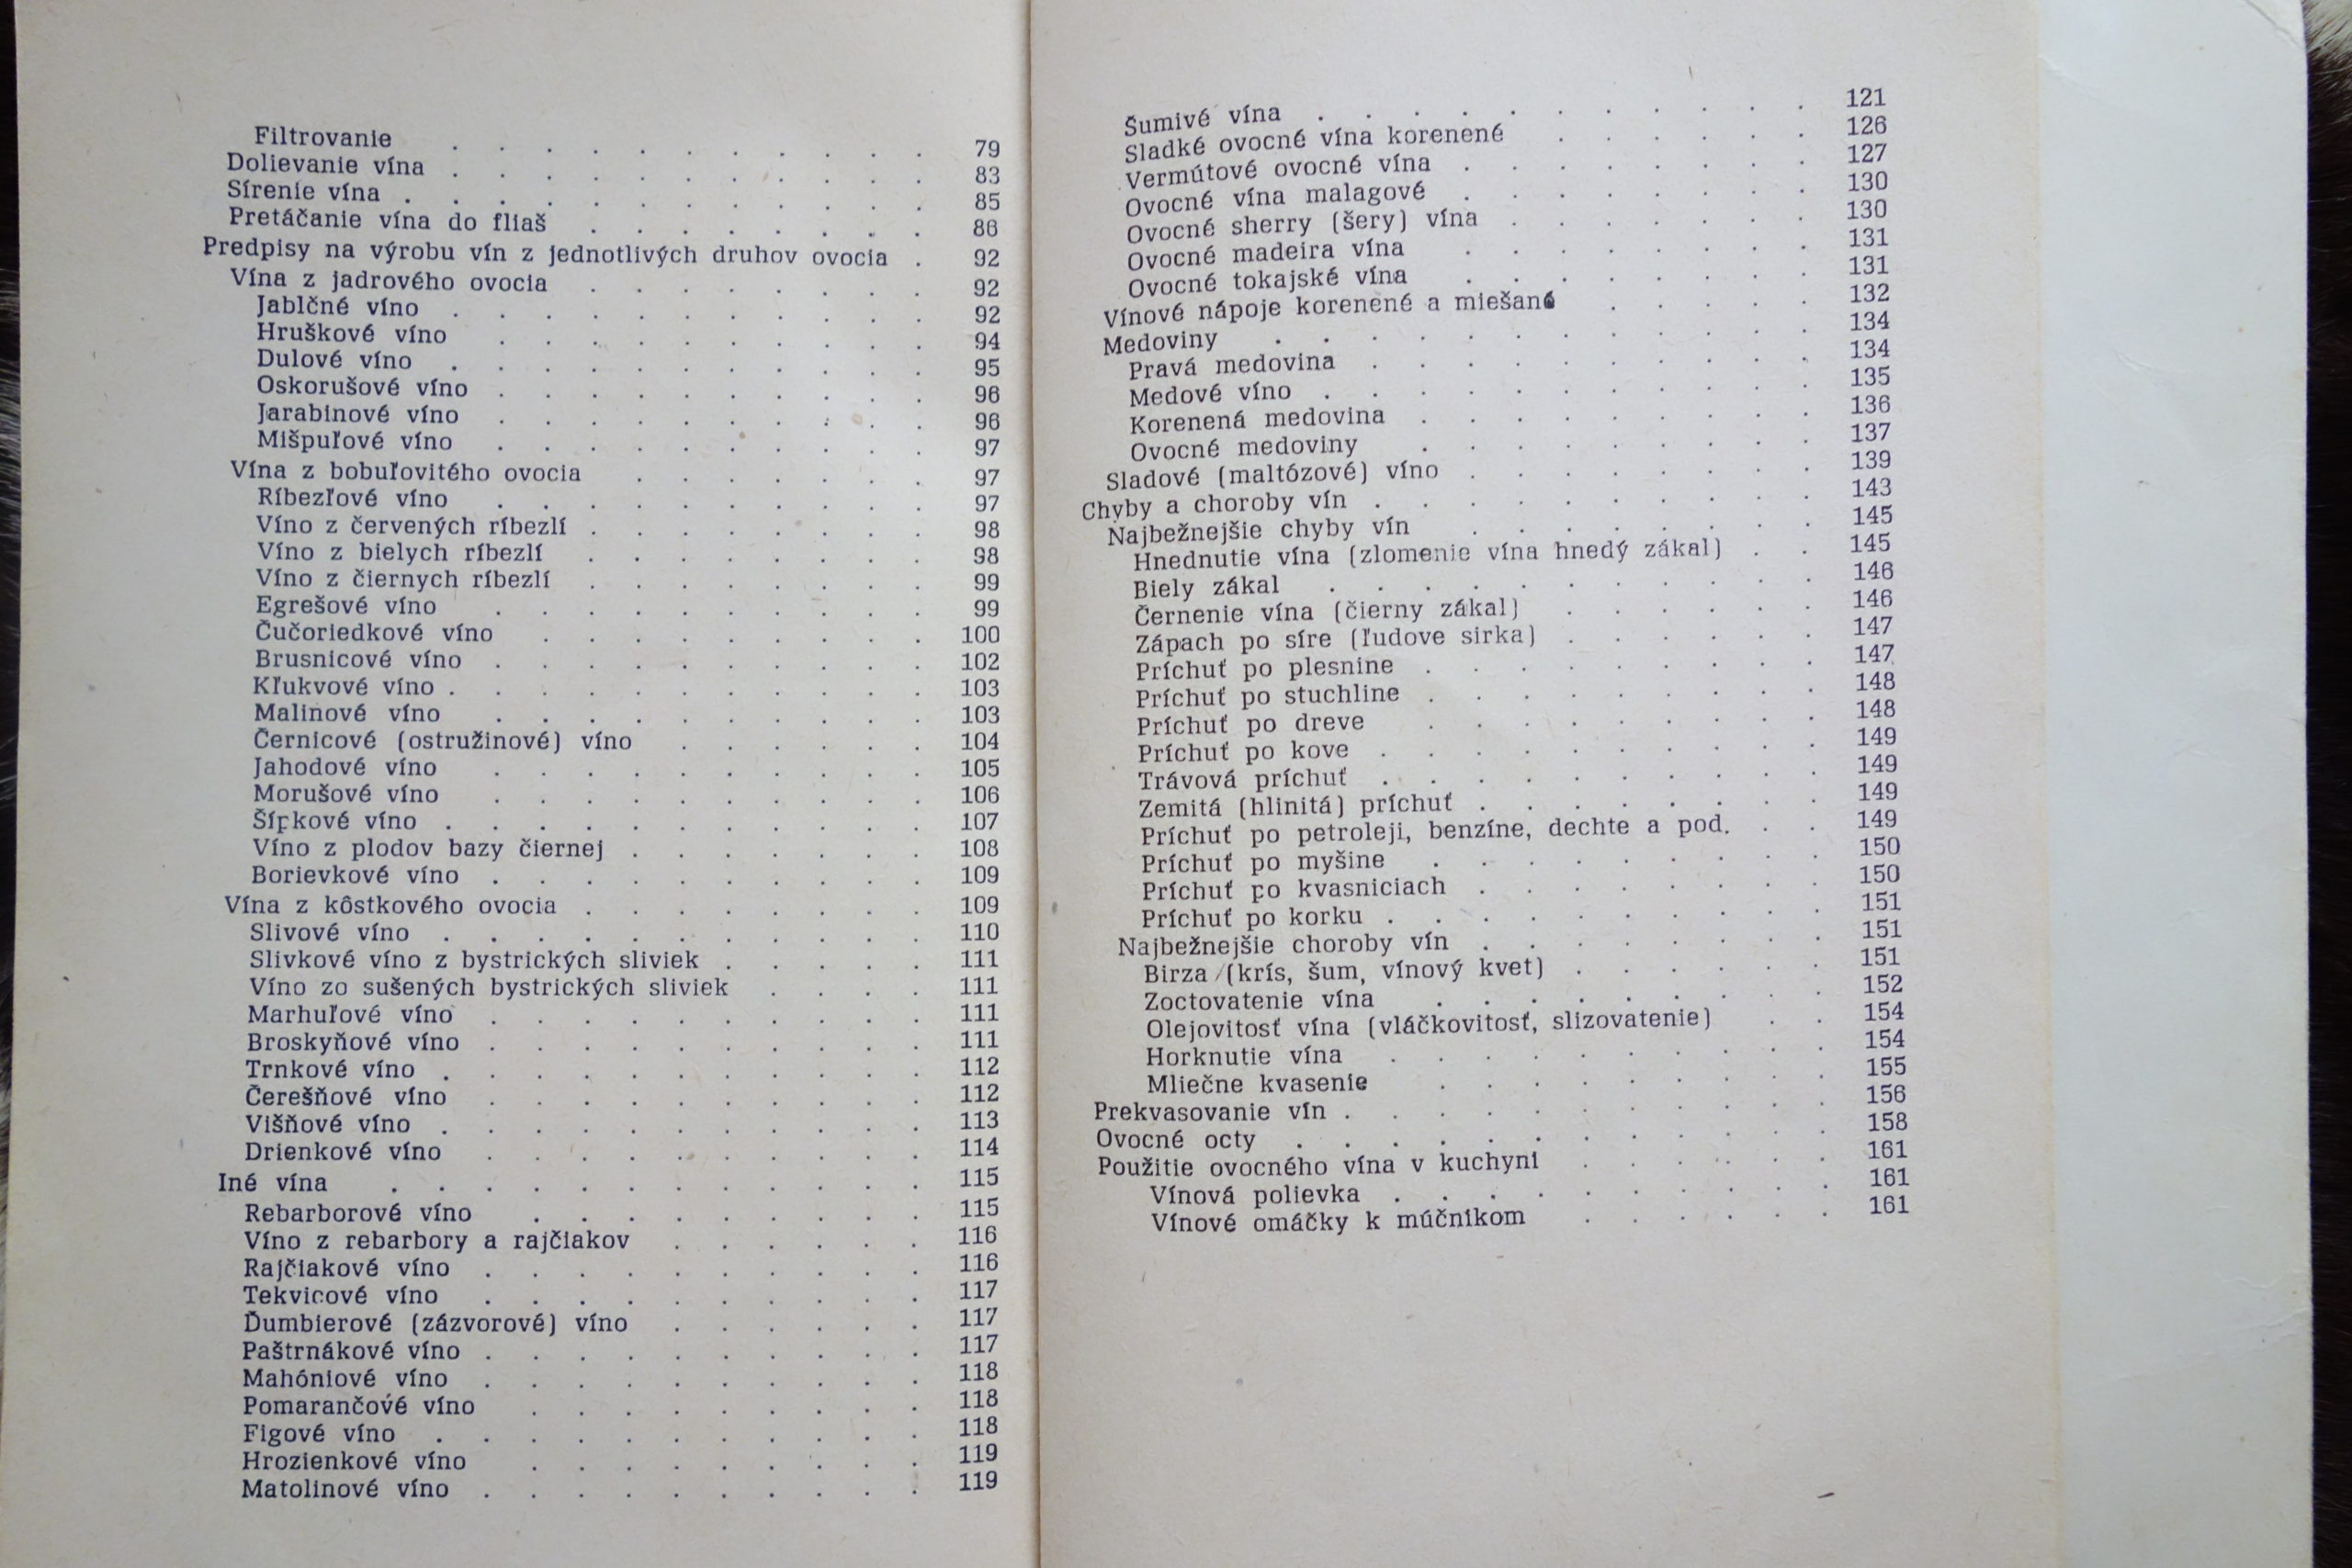 Filtrovanie . . . . . . . . . . . 79
Dolievanie vína . . . . . . . . . . . 83
Sírenie vína . . . . . . . . . . . . 85
Pretáčanie vína do fliaš . . . . . . . . 86
Predpisy na výrobu vín z jednotlivých druhov ovocia . 92
Vína z jadrového ovocia . . . . . . . . 92
Jablčné víno . . . . . . . . . . . 92
Hruškové víno . . . . . . . . . . 94
Dulové víno . . . . . . . . . . . 95
Oskorušové víno . . . . . . . . . . 96
Jarabinové víno . . . . . . . . . . 96
Mišpuľové víno . . . . . . . . . . 97
Vína z bobuľovitého ovocia . . . . . . . 97
Ríbezľové víno . . . . . . . . . . 97
Víno z červených ríbezlí . . . . . . . . 98
Víno z bielych ríbezlí . . . . . . . . 98
Víno z čiernych ríbezlí . . . . . . . . 99
Egrešové víno . . . . . . . . . . 99
Čučoriedkové víno . . . . . . . . . 100
Brusnicové víno . . . . . . . . . . 102
Kľukvové víno . . . . . . . . . . . 103
Malinové víno . . . . . . . . . . 103
Černicové (ostružinové) víno . . . . . . 104
Jahodové víno . . . . . . . . . . 105
Morušové víno . . . . . . . . . . 106
Šípkové víno . . . . . . . . . . . 107
Víno z plodov bazy čiernej . . . . . . . 108
Borievkové víno . . . . . . . . . . 109
Vína z kôstkového ovocia . . . . . . . . 109
Slivové víno . . . . . . . . . . . 110
Slivkové víno z bystrických sliviek . . . . . 111
Víno zo sušených bystrických sliviek . . . . 111
Marhuľové víno . . . . . . . . . . 111
Broskyňové víno . . . . . . . . . . 111
Trnkové víno . . . . . . . . . . . 112
Čerešňové víno . . . . . . . . . . 112
Višňové víno . . . . . . . . . . . 113
Drienkové víno . . . . . . . . . . 114
Iné vína . . . . . . . . . . . . 115
Rebarborové víno . . . . . . . . . 115
Víno z rebarbory a rajčiakov . . . . . . 116
Rajčiakové víno . . . . . . . . . . 116
Tekvicové víno . . . . . . . . . . 117
Ďumbierové (zázvorové) víno . . . . . . 117
Paštrnákové víno . . . . . . . . . . 117
Mahóniové víno . . . . . . . . . . 118
Pomarančové víno . . . . . . . . . 118
Figové víno . . . . . . . . . . . 118
Hrozienkové víno . . . . . . . . . 119
Matolinové víno . . . . . . . . . . 119
Šumivé vína . . . . . . . . . . . 121
Sladké ovocné vína korenené . . . . . . 126
Vermútové ovocné vína . . . . . . . . 127
Ovocné vína malagové . . . . . . . . 130
Ovocné sherry (šery) vína . . . . . . . 130
Ovocné madeira vína . . . . . . . . 131
Ovocné tokajské vína . . . . . . . . 131
Vínové nápoje korenené a miešané . . . . . 132
Medoviny . . . . . . . . . . . . 134
Pravá medovina . . . . . . . . . . 134
Medové víno . . . . . . . . . . . 135
Korenená medovina . . . . . . . . . 136
Ovocné medoviny . . . . . . . . . 137
Sladové (maltózové) víno . . . . . . . . 139
Chyby a choroby vín . . . . . . . . . . 143
Najbežnejšie chyby vín . . . . . . . . 145
Hnednutie vína (zlomenie vína hnedý zákal) . . 145
Biely zákal . . . . . . . . . . . 146
Černenie vína (čierny zákal) . . . . . . 146
Zápach po síre (ľudove sirka) . . . . . . 147
Príchuť po plesnine . . . . . . . . . 147
Príchuť po stuchline . . . . . . . . . 148
Príchuť po dreve . . . . . . . . . 148
Príchuť po kove . . . . . . . . . . 149
Trávová príchuť . . . . . . . . . . 149
Zemitá (hlinitá) príchuť . . . . . . . . 149
Príchuť po petroleji, benzíne, dechte a pod. . . 149
Príchuť po myšine . . . . . . . . . 150
Príchuť po kvasniciach . . . . . . . . 150
Príchuť po korku . . . . . . . . . . 151
Najbežnejšie choroby vín . . . . . . . . 151
Birza (krís, šum, vínový kvet) . . . . . . 151
Zoctovatenie vína . . . . . . . . . 152
Olejovitosť vína (vláčkovitosť, slizovatenie) . . 154
Horknutie vína . . . . . . . . . . 154
Mliečne kvasenie . . . . . . . . . 155
Prekvasovanie vín . . . . . . . . . . . 156
Ovocné octy . . . . . . . . . . . . 158
Použitie ovocného vína v kuchyni . . . . . . 161
Vínová polievka . . . . . . . . . . 161
Vínové omáčky k múčnikom . . . . . . 161